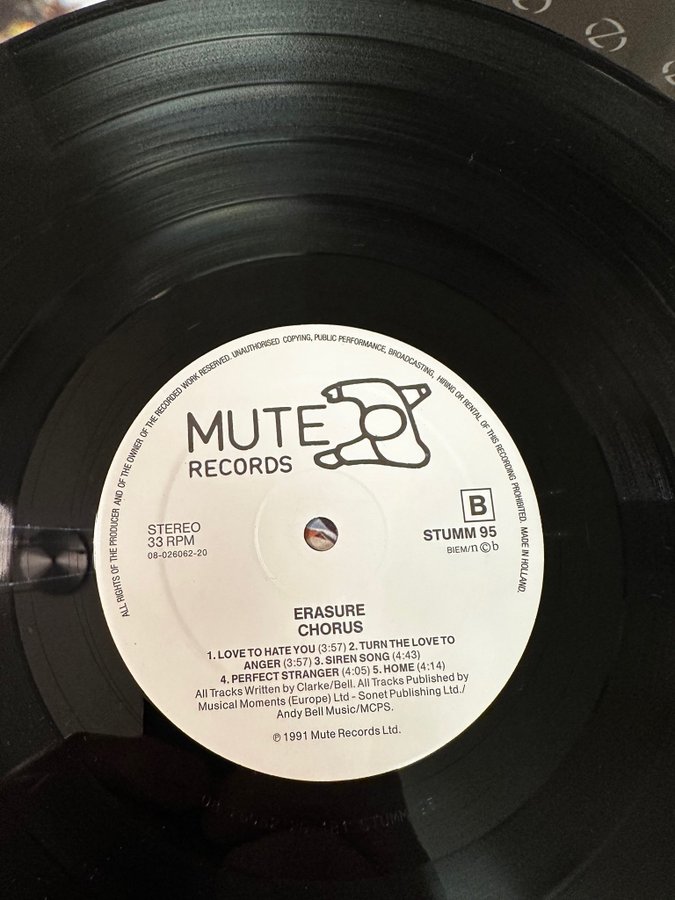 ALL RIGHTS OF THE PRODUCER AND OF THE OWNER OF THE RECORDED WORK RESERVED. UNAUTHORISED COPYING, PUBLIC PERFORMANCE, BROADCASTING, HIRING OR RENTAL OF THIS RECORDING PROHIBITED. MADE IN HOLLAND.
MUTE
RECORDS
B
STEREO
33 RPM
08-026062-20
STUMM 95
BIEM/n©b
ERASURE
CHORUS
1. LOVE TO HATE YOU (3:57) 2. TURN THE LOVE TO
ANGER (3:57) 3. SIREN SONG (4:43)
4. PERFECT STRANGER (4:05) 5. HOME (4:14)
All Tracks Written by Clarke/Bell. All Tracks Published by
Musical Moments (Europe) Ltd - Sonet Publishing Ltd./
Andy Bell Music/MCPS.
℗ 1991 Mute Records Ltd.